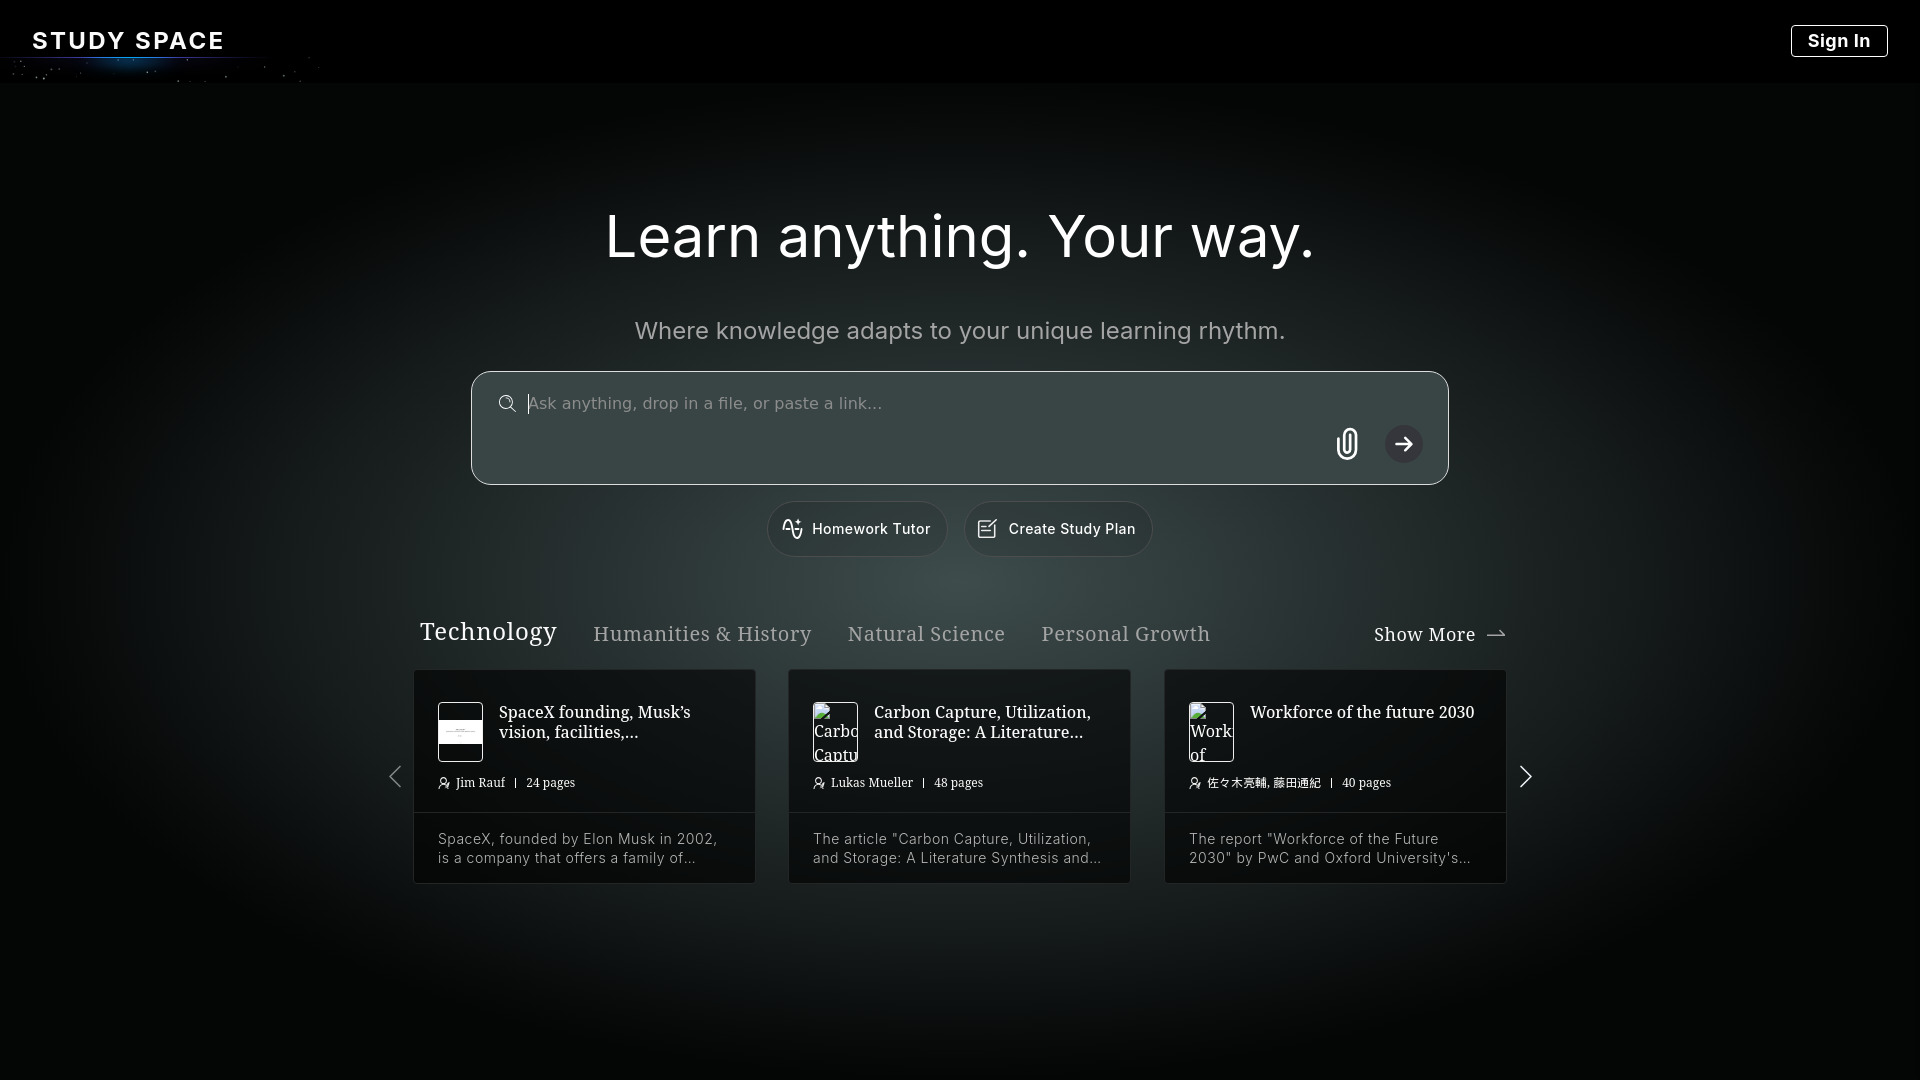 STUDY SPACE
Sign In
Learn anything. Your way.
Where knowledge adapts to your unique learning rhythm.
Ask anything, drop in a file, or paste a link...
Homework Tutor
Create Study Plan
Technology
Humanities & History
Natural Science
Personal Growth
Show More
SpaceX founding, Musk’s
vision, facilities,…
Jim Rauf | 24 pages
SpaceX, founded by Elon Musk in 2002,
is a company that offers a family of…
Carbo
Captu
Carbon Capture, Utilization,
and Storage: A Literature…
Lukas Mueller | 48 pages
The article "Carbon Capture, Utilization,
and Storage: A Literature Synthesis and…
Work
of
Workforce of the future 2030
佐々木亮輔, 藤田通紀 | 40 pages
The report "Workforce of the Future
2030" by PwC and Oxford University's…